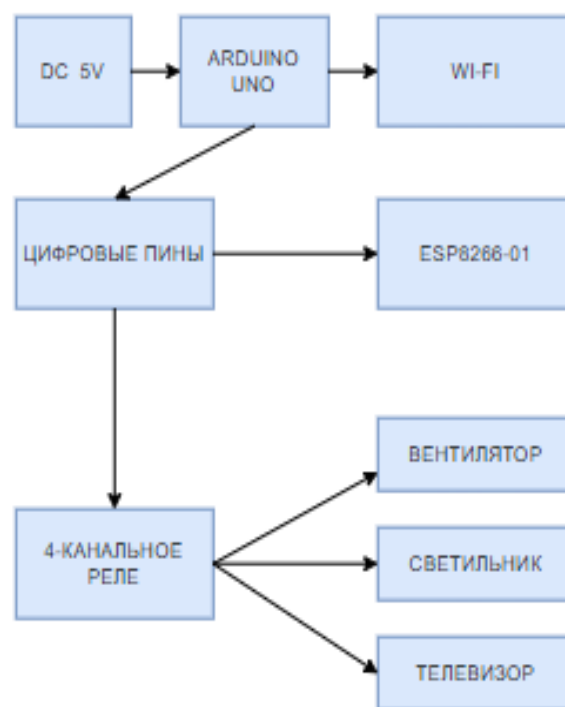 DC 5V
ARDUINO
UNO
WI-FI
ЦИФРОВЫЕ ПИНЫ
ESP8266-01
ВЕНТИЛЯТОР
4-КАНАЛЬНОЕ
РЕЛЕ
СВЕТИЛЬНИК
ТЕЛЕВИЗОР